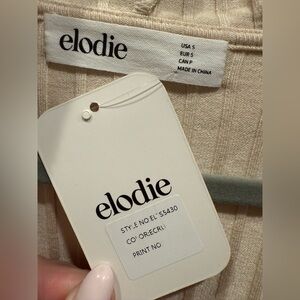 elodie
USA S
EUR S
CAN P
MADE IN CHINA
elodie
STYLE NO:EL' 55430
COLOR:ECRU
PRINT NO: